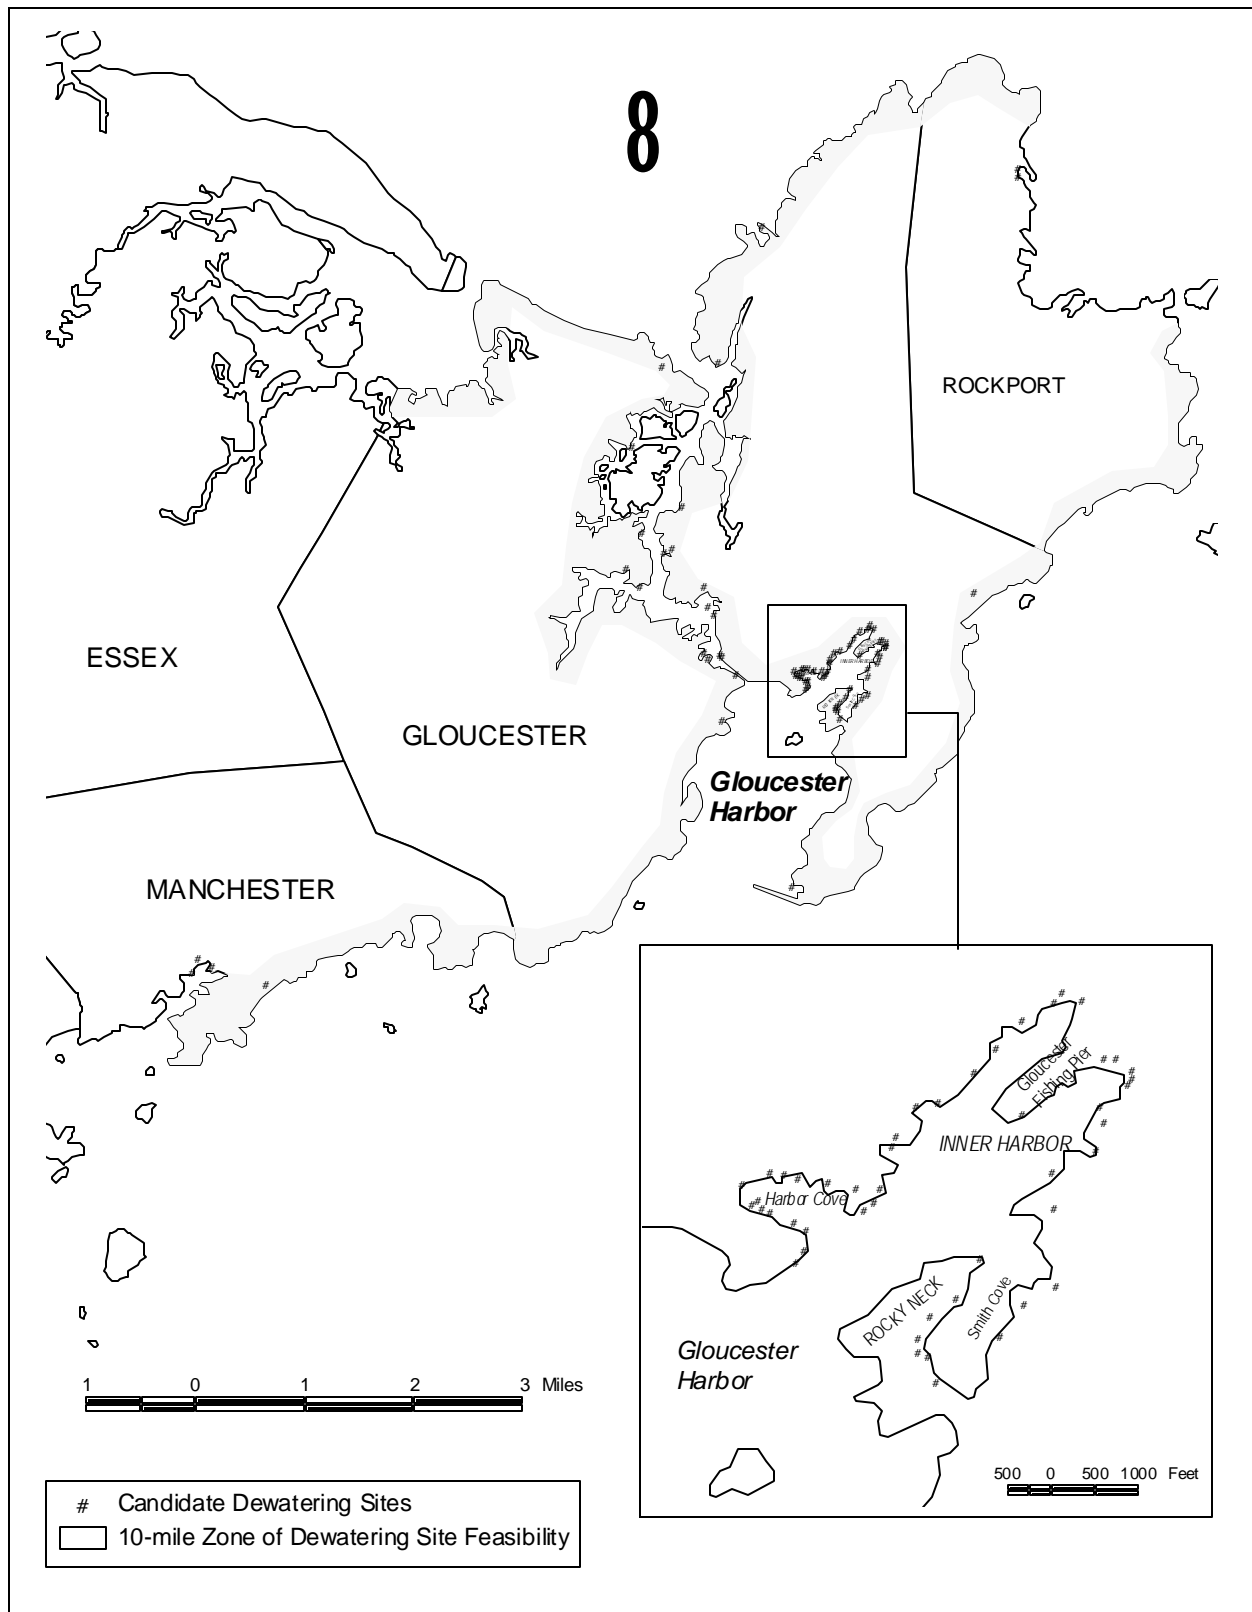 8
ROCKPORT
ESSEX
GLOUCESTER
INNER HARBOR
Gloucester
Harbor
MANCHESTER
Gloucester
Fishing Pier
INNER HARBOR
Harbor Cove
ROCKY NECK
Smith Cove
Gloucester
Harbor
1 0 1 2 3 Miles
500 0 500 1000 Feet
# Candidate Dewatering Sites
10-mile Zone of Dewatering Site Feasibility